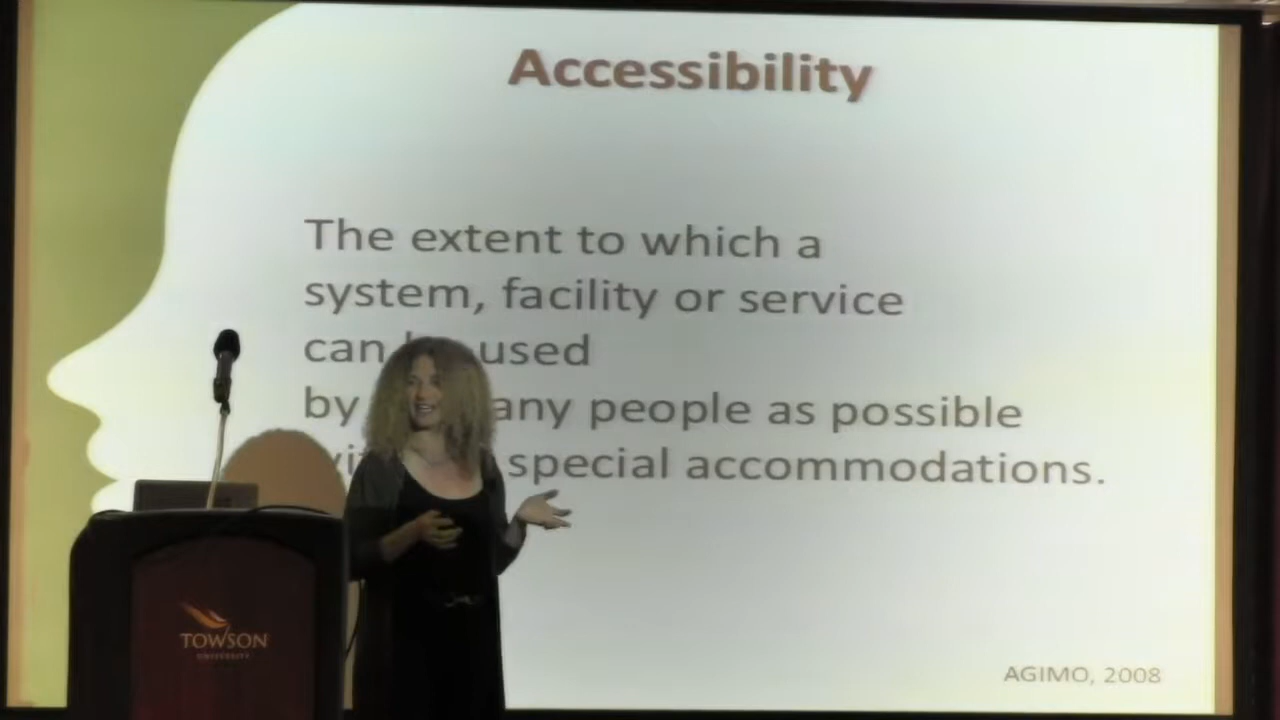 Accessibility
The extent to which a
system, facility or service
can used
by any people as possible
special accommodations.
AGIMO, 2008
TOWSON
UNIVERSITY